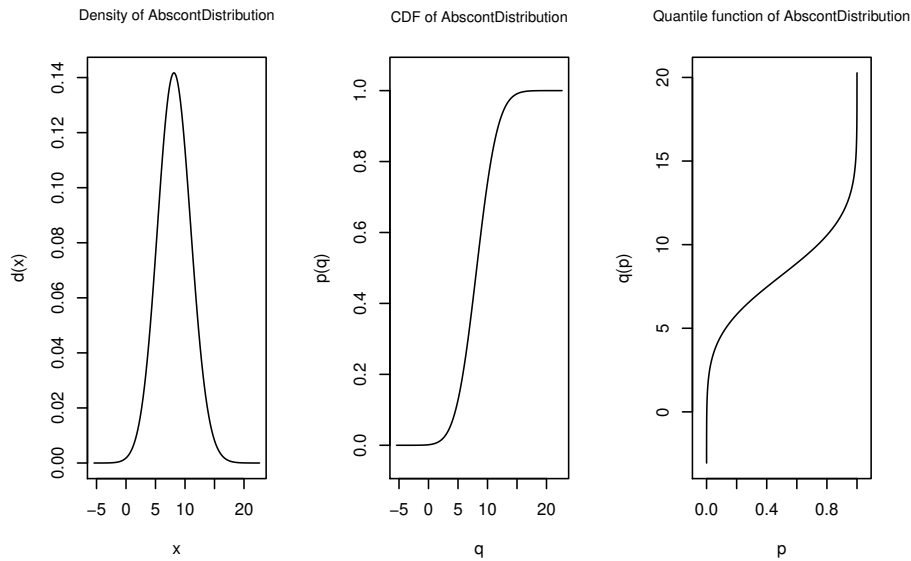 Density of AbscontDistribution
d(x)
0.00 0.02 0.04 0.06 0.08 0.10 0.12 0.14
−5 0 5 10 20
x
CDF of AbscontDistribution
p(q)
0.0 0.2 0.4 0.6 0.8 1.0
−5 0 5 10 20
q
Quantile function of AbscontDistribution
q(p)
0 5 10 15 20
0.0 0.4 0.8
p